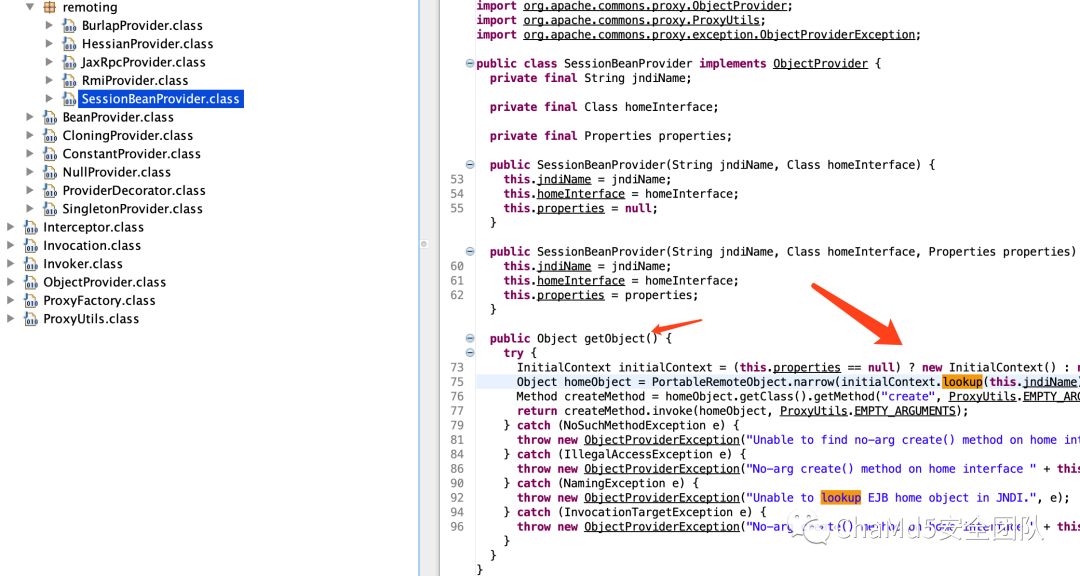 remoting
BurlapProvider.class
HessianProvider.class
JaxRpcProvider.class
RmiProvider.class
SessionBeanProvider.class
BeanProvider.class
CloningProvider.class
ConstantProvider.class
NullProvider.class
ProviderDecorator.class
SingletonProvider.class
Interceptor.class
Invocation.class
Invoker.class
ObjectProvider.class
ProxyFactory.class
ProxyUtils.class
import org.apache.commons.proxy.ObjectProvider;
import org.apache.commons.proxy.ProxyUtils;
import org.apache.commons.proxy.exception.ObjectProviderException;
public class SessionBeanProvider implements ObjectProvider {
private final String jndiName;
private final Class homeInterface;
private final Properties properties;
public SessionBeanProvider(String jndiName, Class homeInterface) {
53 this.jndiName = jndiName;
54 this.homeInterface = homeInterface;
55 this.properties = null;
}
public SessionBeanProvider(String jndiName, Class homeInterface, Properties properties)
60 this.jndiName = jndiName;
61 this.homeInterface = homeInterface;
62 this.properties = properties;
}
public Object getObject() {
try {
73 InitialContext initialContext = (this.properties == null) ? new InitialContext() :
75 Object homeObject = PortableRemoteObject.narrow(initialContext.lookup(this.jndiName)
76 Method createMethod = homeObject.getClass().getMethod("create", ProxyUtils.EMPTY_ARG
77 return createMethod.invoke(homeObject, ProxyUtils.EMPTY_ARGUMENTS);
79 } catch (NoSuchMethodException e) {
81 throw new ObjectProviderException("Unable to find no-arg create() method on home int
84 } catch (IllegalAccessException e) {
86 throw new ObjectProviderException("No-arg create() method on home interface " + this
90 } catch (NamingException e) {
92 throw new ObjectProviderException("Unable to lookup EJB home object in JNDI.", e);
94 } catch (InvocationTargetException e) {
96 throw new ObjectProviderException("No-arg create() method on home interface " + this
}
}
}
ChaMd5安全团队